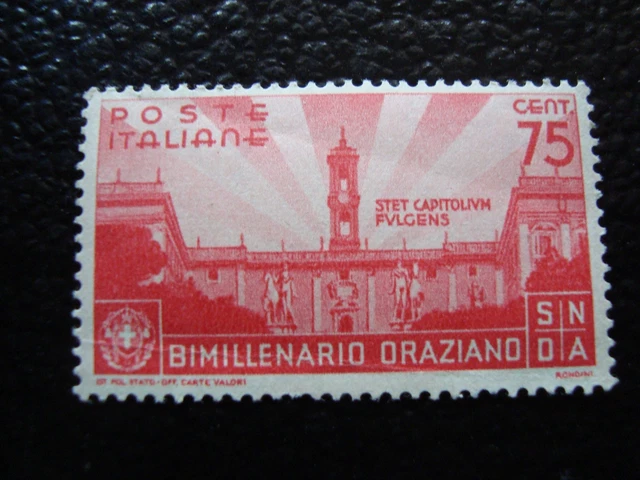 POSTE
ITALIANE
CENT.
75
STET CAPITOLIVM
FVLGENS
BIMILLENARIO ORAZIANO
S N
D A
IST. POL. STATO-OFF. CARTE VALORI
RONDINI